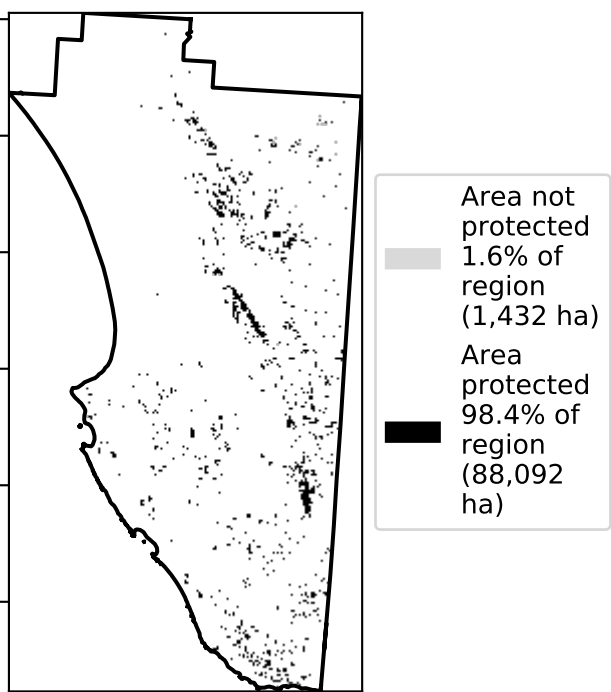 Area not
protected
1.6% of
region
(1,432 ha)
Area
protected
98.4% of
region
(88,092
ha)